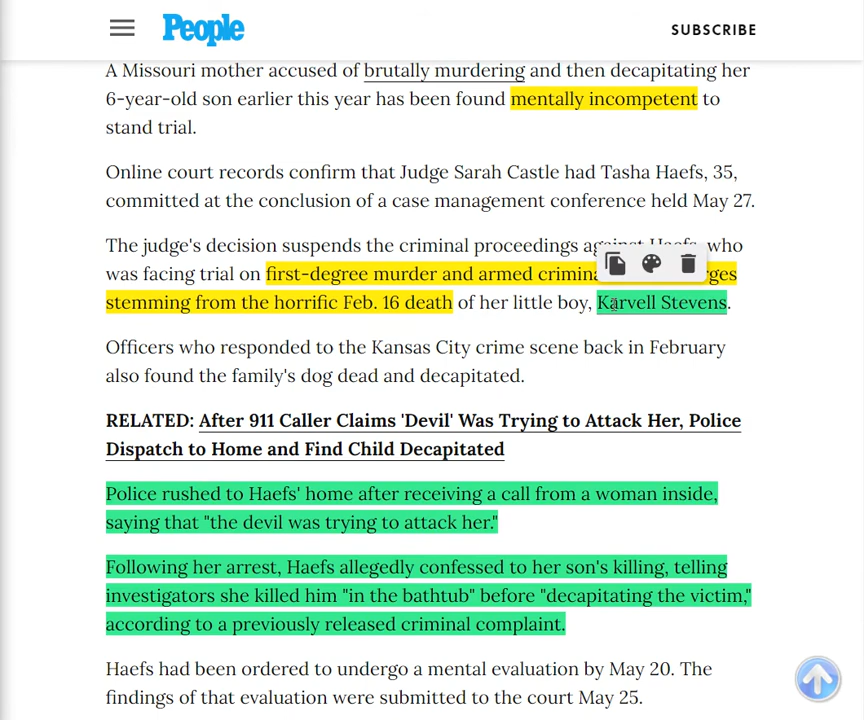 People
SUBSCRIBE
A Missouri mother accused of brutally murdering and then decapitating her
6-year-old son earlier this year has been found mentally incompetent to
stand trial.
Online court records confirm that Judge Sarah Castle had Tasha Haefs, 35,
committed at the conclusion of a case management conference held May 27.
The judge's decision suspends the criminal proceedings against Haefs, who
was facing trial on first-degree murder and armed
stemming from the horrific Feb. 16 death of her little boy, Karvell Stevens.
Officers who responded to the Kansas City crime scene back in February
also found the family's dog dead and decapitated.
RELATED: After 911 Caller Claims 'Devil' Was Trying to Attack Her, Police
Dispatch to Home and Find Child Decapitated
Police rushed to Haefs' home after receiving a call from a woman inside,
saying that "the devil was trying to attack her."
Following her arrest, Haefs allegedly confessed to her son's killing, telling
investigators she killed him "in the bathtub" before "decapitating the victim,"
according to a previously released criminal complaint.
Haefs had been ordered to undergo a mental evaluation by May 20. The
findings of that evaluation were submitted to the court May 25.